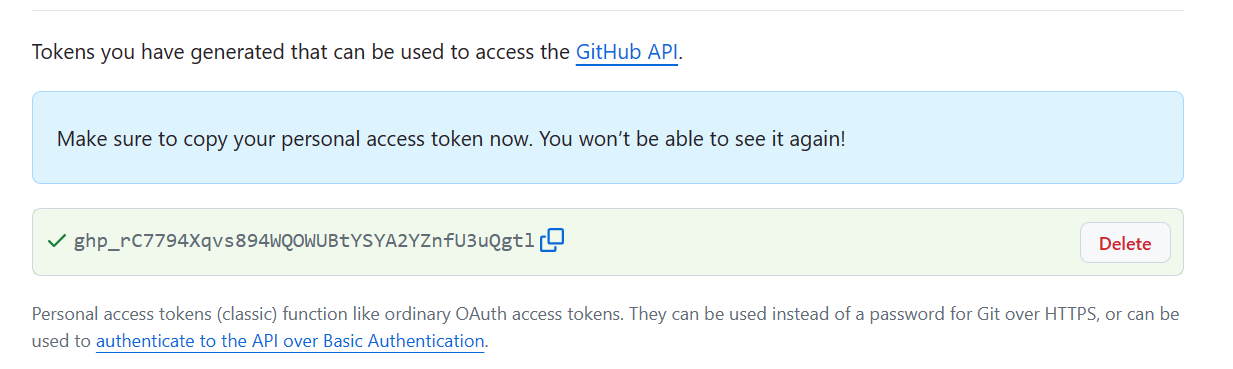 Tokens you have generated that can be used to access the GitHub API.
Make sure to copy your personal access token now. You won't be able to see it again!
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
Delete
Personal access tokens (classic) function like ordinary OAuth access tokens. They can be used instead of a password for Git over HTTPS, or can be
used to authenticate to the API over Basic Authentication.